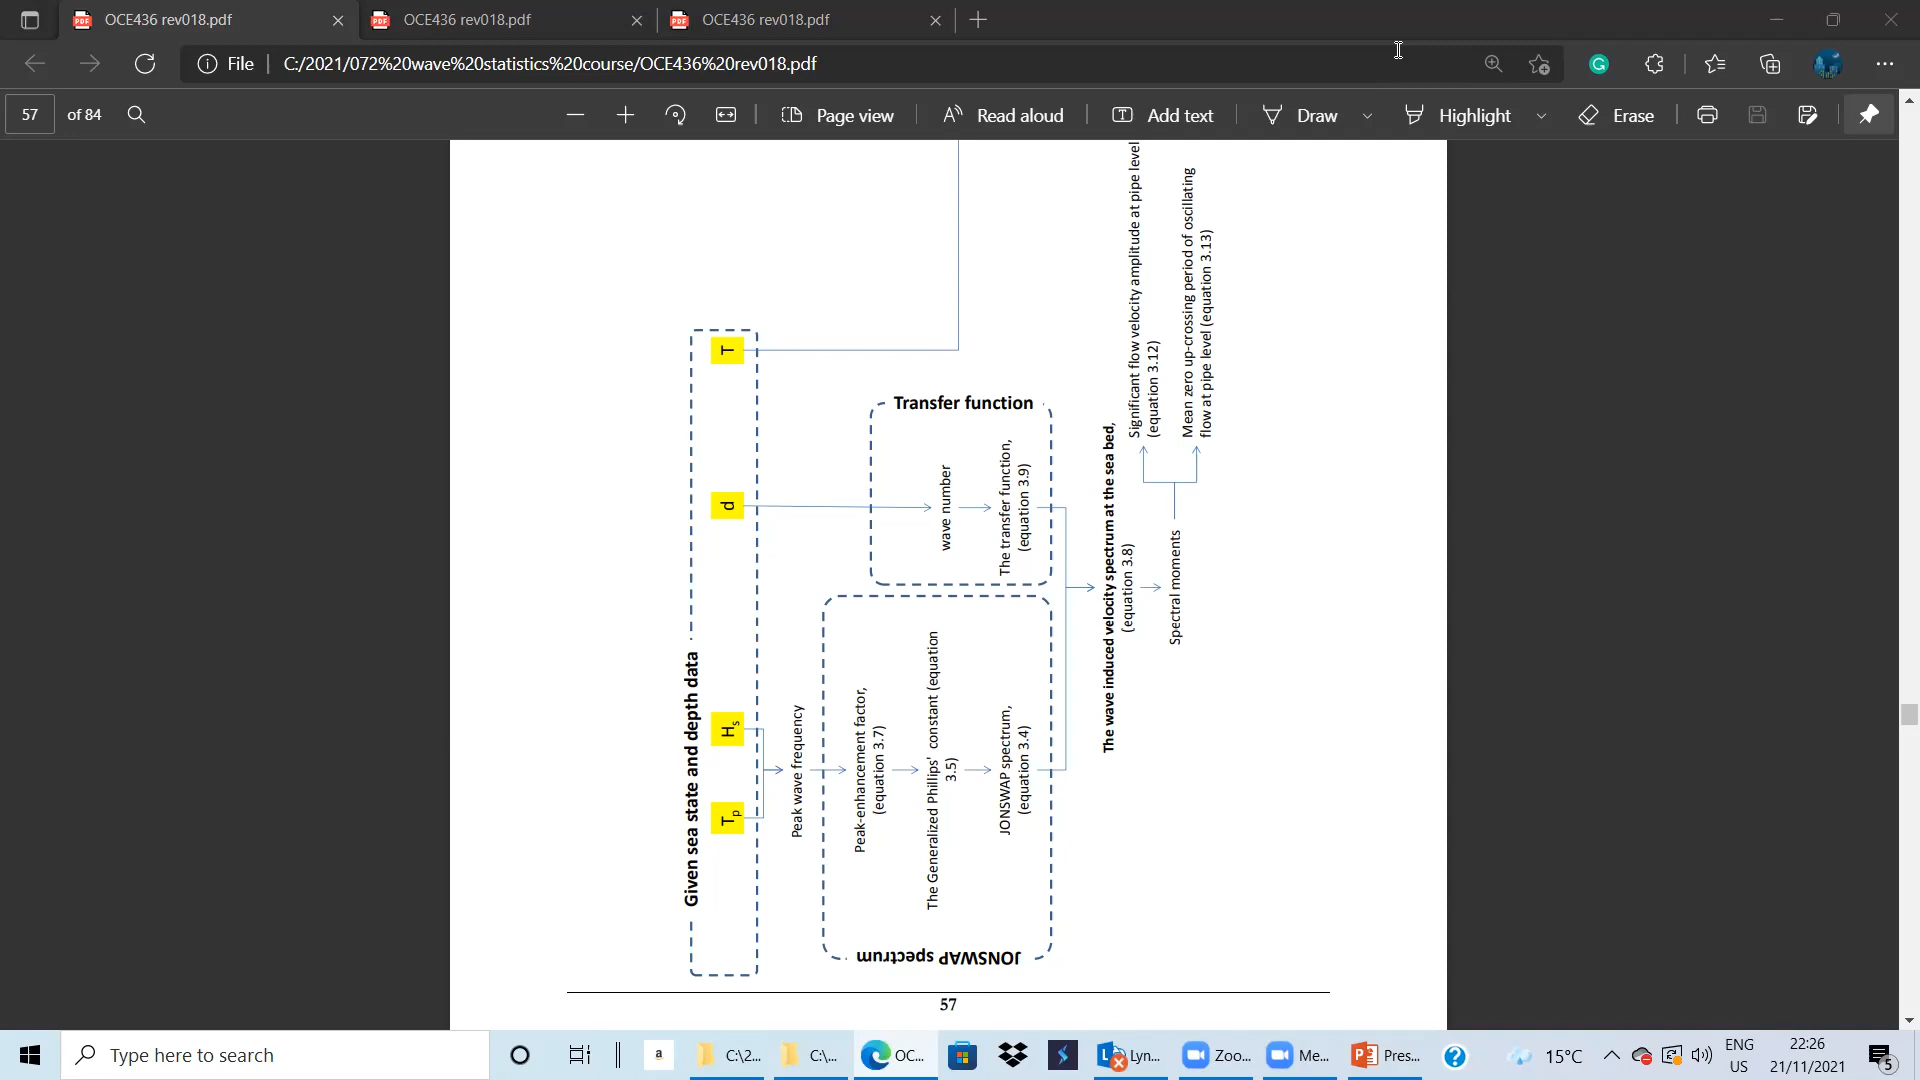 OCE436 rev018.pdf
OCE436 rev018.pdf
OCE436 rev018.pdf
File
C:/2021/072%20wave%20statistics%20course/OCE436%20rev018.pdf
57
of 84
Page view
Read aloud
Add text
Draw
Highlight
Erase
Given sea state and depth data
Tp
Hs
d
T
Peak wave frequency
JONSWAP spectrum
Peak-enhancement factor,
(equation 3.7)
The Generalized Phillips' constant (equation
3.5)
JONSWAP spectrum,
(equation 3.4)
Transfer function
wave number
The transfer function,
(equation 3.9)
The wave induced velocity spectrum at the sea bed,
(equation 3.8)
Spectral moments
Significant flow velocity amplitude at pipe level
(equation 3.12)
Mean zero up-crossing period of oscillating
flow at pipe level (equation 3.13)
57
Type here to search
a
C:\2...
C:\...
OC...
Lyn...
Zoo...
Me...
Pres...
15°C
ENG
US
22:26
21/11/2021
5